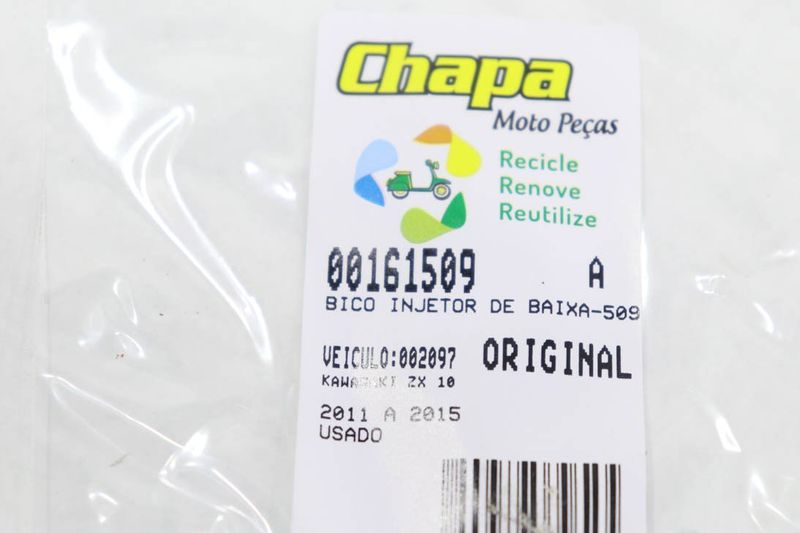 Chapa
Moto Peças
Recicle
Renove
Reutilize
00161509 A
BICO INJETOR DE BAIXA-509
VEICULO:002097 ORIGINAL
KAWASAKI ZX 10
2011 A 2015
USADO